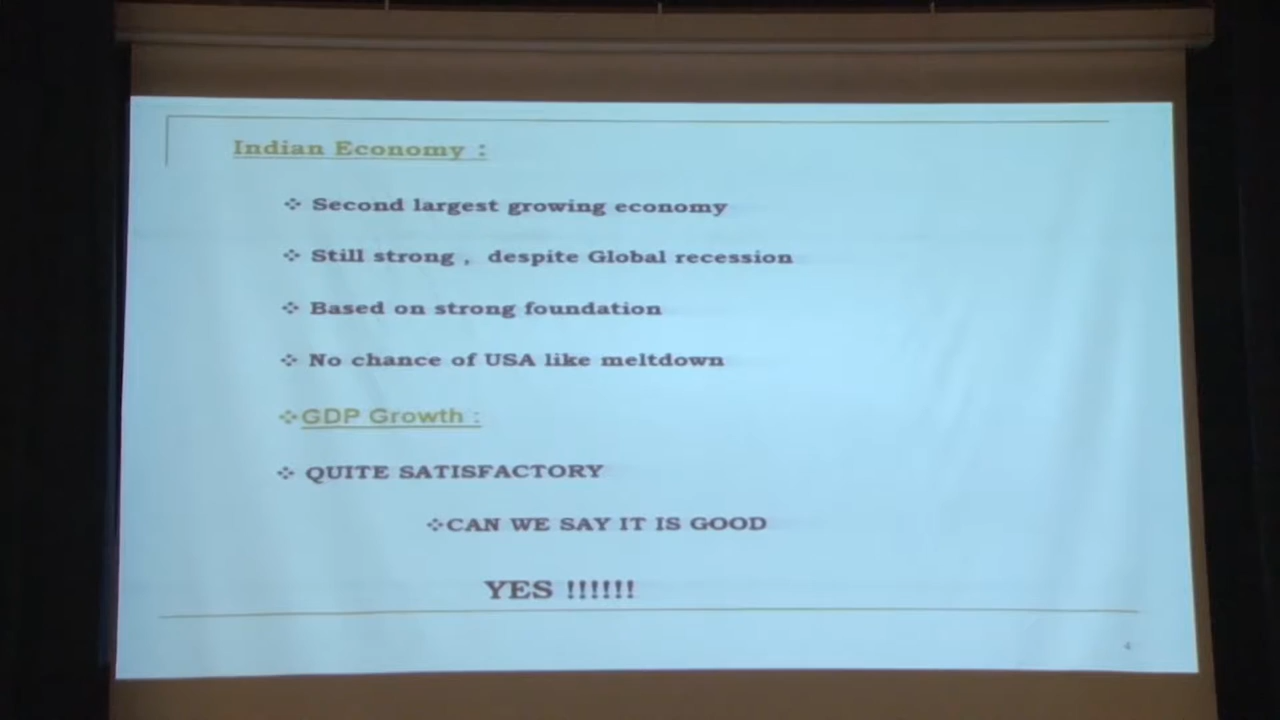 Indian Economy :
❖ Second largest growing economy
❖ Still strong , despite Global recession
❖ Based on strong foundation
❖ No chance of USA like meltdown
❖GDP Growth :
❖ QUITE SATISFACTORY
❖CAN WE SAY IT IS GOOD
YES !!!!!!
4